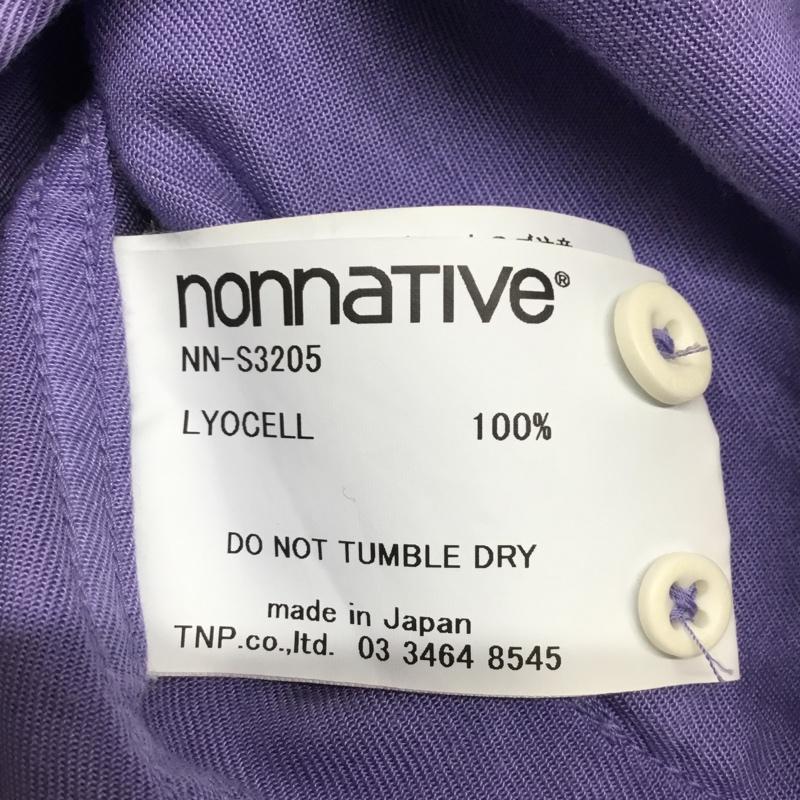 nonnative®
NN-S3205
LYOCELL 100%
DO NOT TUMBLE DRY
made in Japan
TNP.co.,ltd. 03 3464 8545